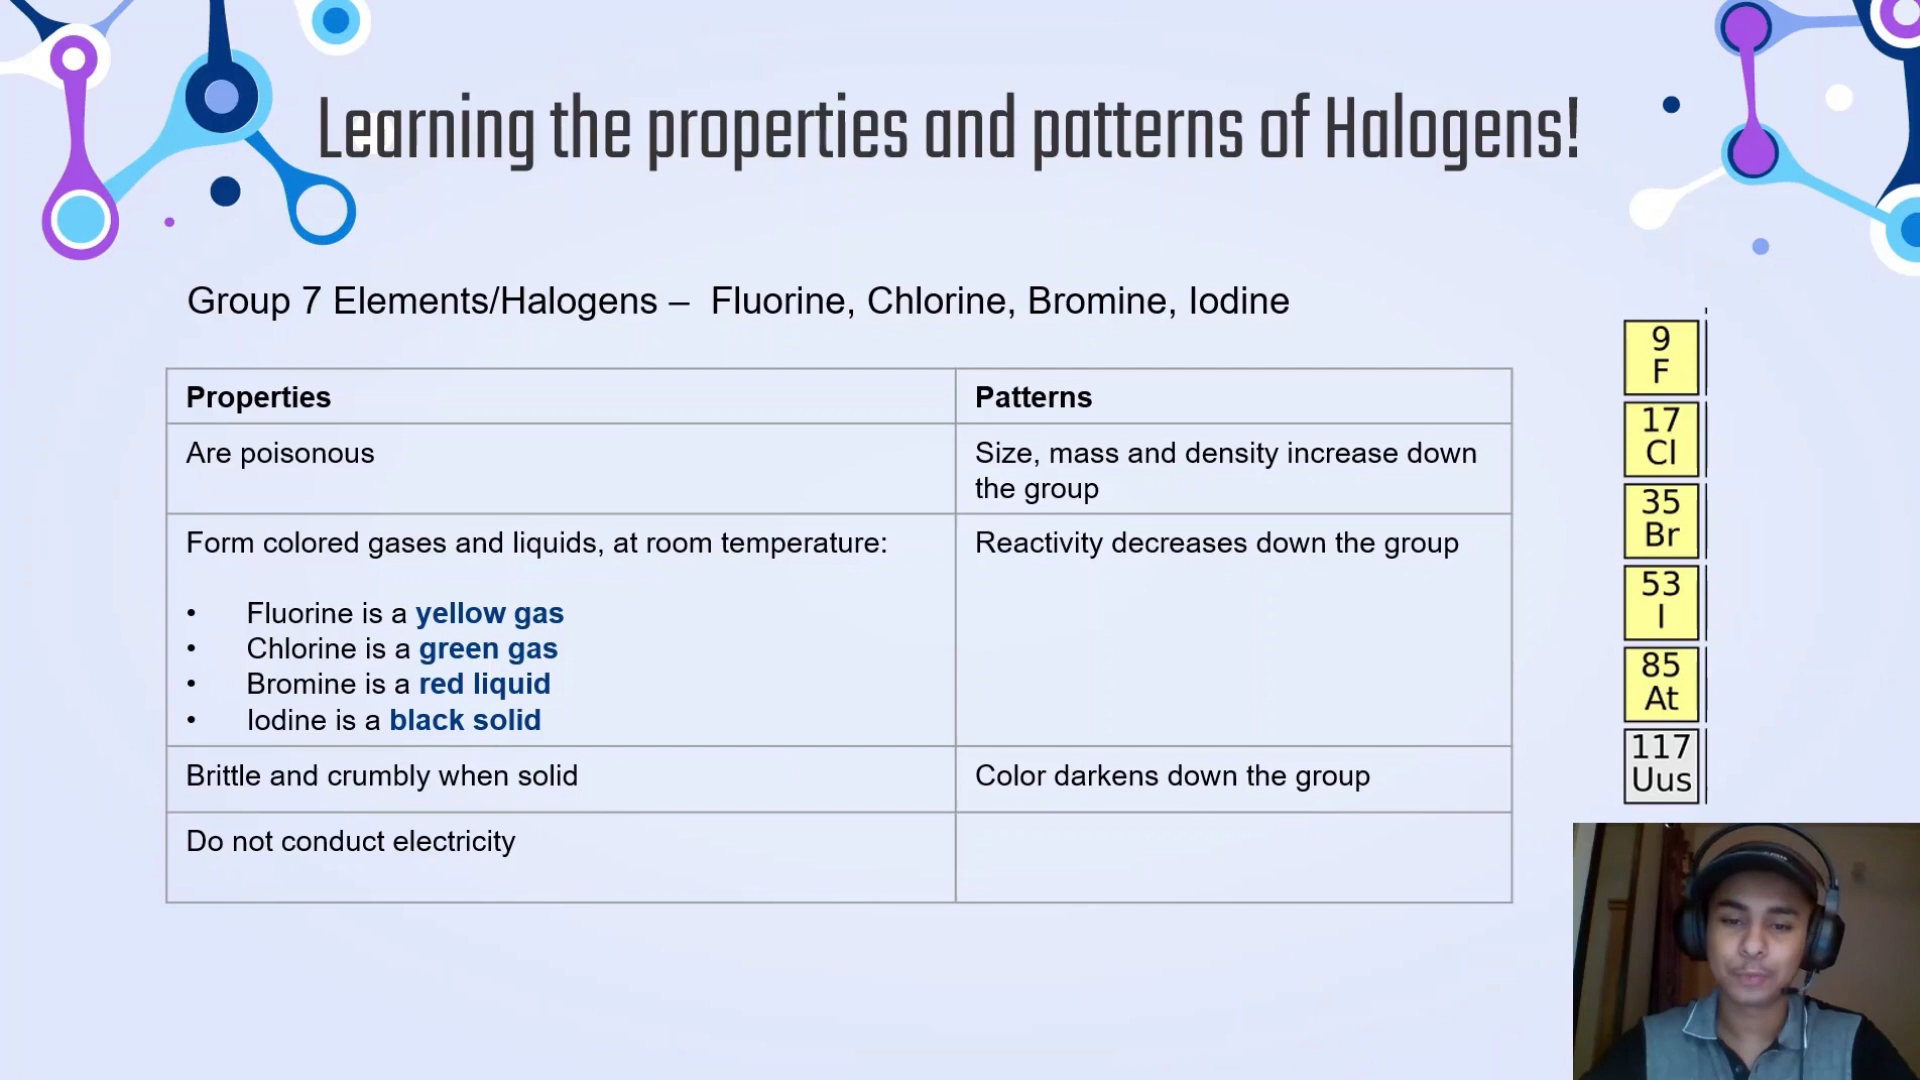 Learning the properties and patterns of Halogens!
Group 7 Elements/Halogens – Fluorine, Chlorine, Bromine, Iodine
Properties
Patterns
Are poisonous
Size, mass and density increase down
the group
Form colored gases and liquids, at room temperature:
• Fluorine is a yellow gas
• Chlorine is a green gas
• Bromine is a red liquid
• Iodine is a black solid
Reactivity decreases down the group
Brittle and crumbly when solid
Color darkens down the group
Do not conduct electricity
9
F
17
Cl
35
Br
53
I
85
At
117
Uus